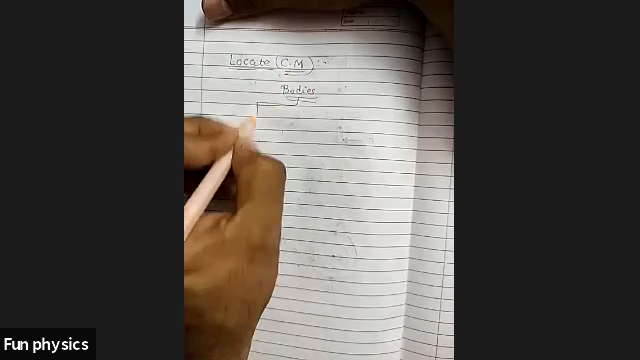 Locate (C.M) :-
Bodies
Fun physics